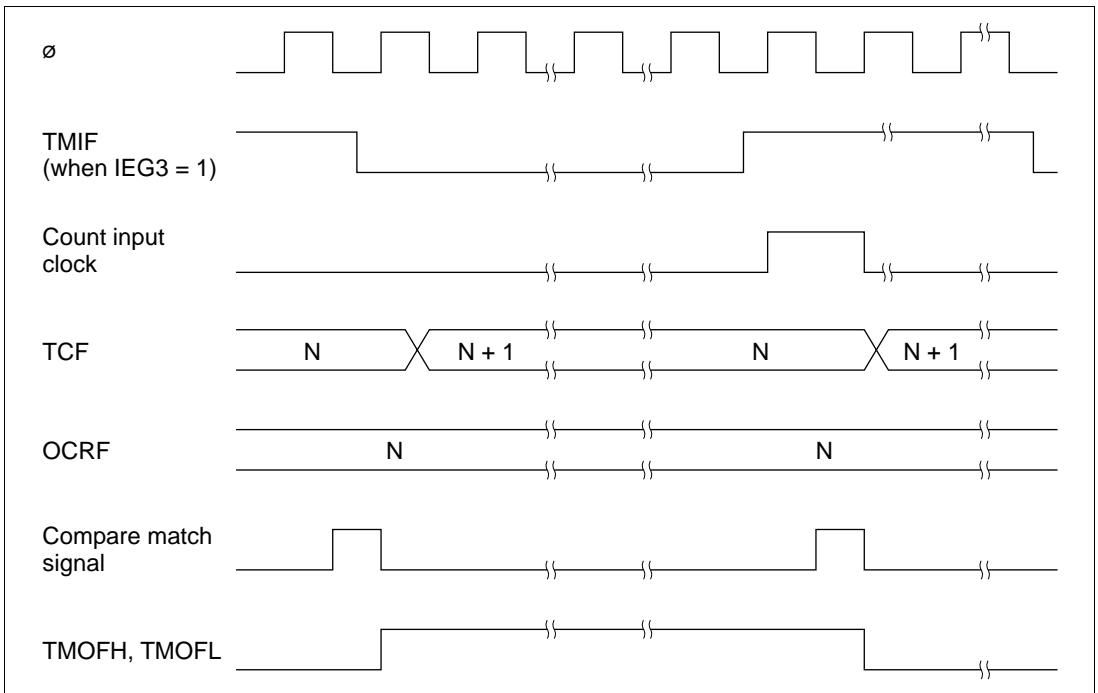 ø
TMIF
(when IEG3 = 1)
Count input
clock
TCF
N
N + 1
N
N + 1
OCRF
N
N
Compare match
signal
TMOFH, TMOFL